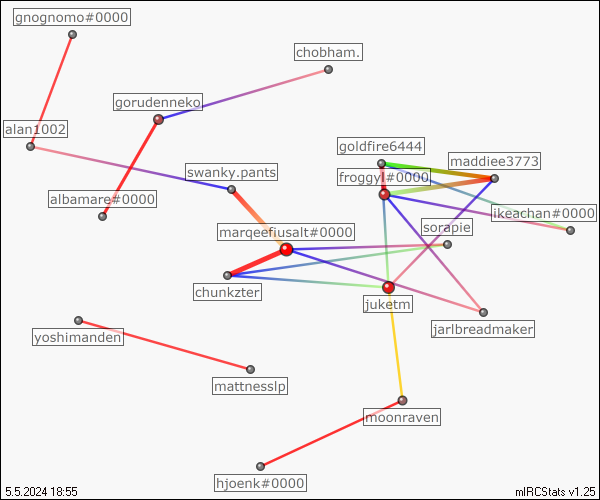 gnognomo#0000
chobham.
gorudenneko
alan1002
goldfire6444
maddiee3773
swanky.pants
froggyj#0000
albamare#0000
ikeachan#0000
sorapie
marqeefiusalt#0000
chunkzter
juketm
jarlbreadmaker
yoshimanden
mattnesslp
moonraven
hjoenk#0000
5.5.2024 18:55
mIRCStats v1.25